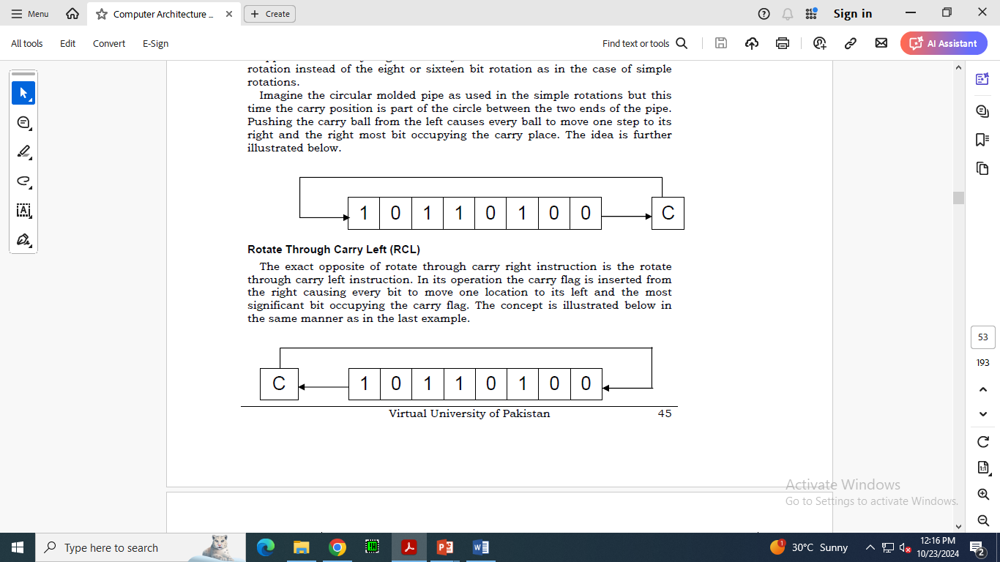 Menu
Computer Architecture ...
Create
Sign in
All tools
Edit
Convert
E-Sign
Find text or tools
AI Assistant
rotation instead of the eight or sixteen bit rotation as in the case of simple
rotations.
Imagine the circular molded pipe as used in the simple rotations but this
time the carry position is part of the circle between the two ends of the pipe.
Pushing the carry ball from the left causes every ball to move one step to its
right and the right most bit occupying the carry place. The idea is further
illustrated below.
1 0 1 1 0 1 0 0 C
Rotate Through Carry Left (RCL)
The exact opposite of rotate through carry right instruction is the rotate
through carry left instruction. In its operation the carry flag is inserted from
the right causing every bit to move one location to its left and the most
significant bit occupying the carry flag. The concept is illustrated below in
the same manner as in the last example.
C 1 0 1 1 0 1 0 0
Virtual University of Pakistan 45
53
193
1:1
Activate Windows
Go to Settings to activate Windows.
Type here to search
1
30°C Sunny
12:16 PM
10/23/2024
2